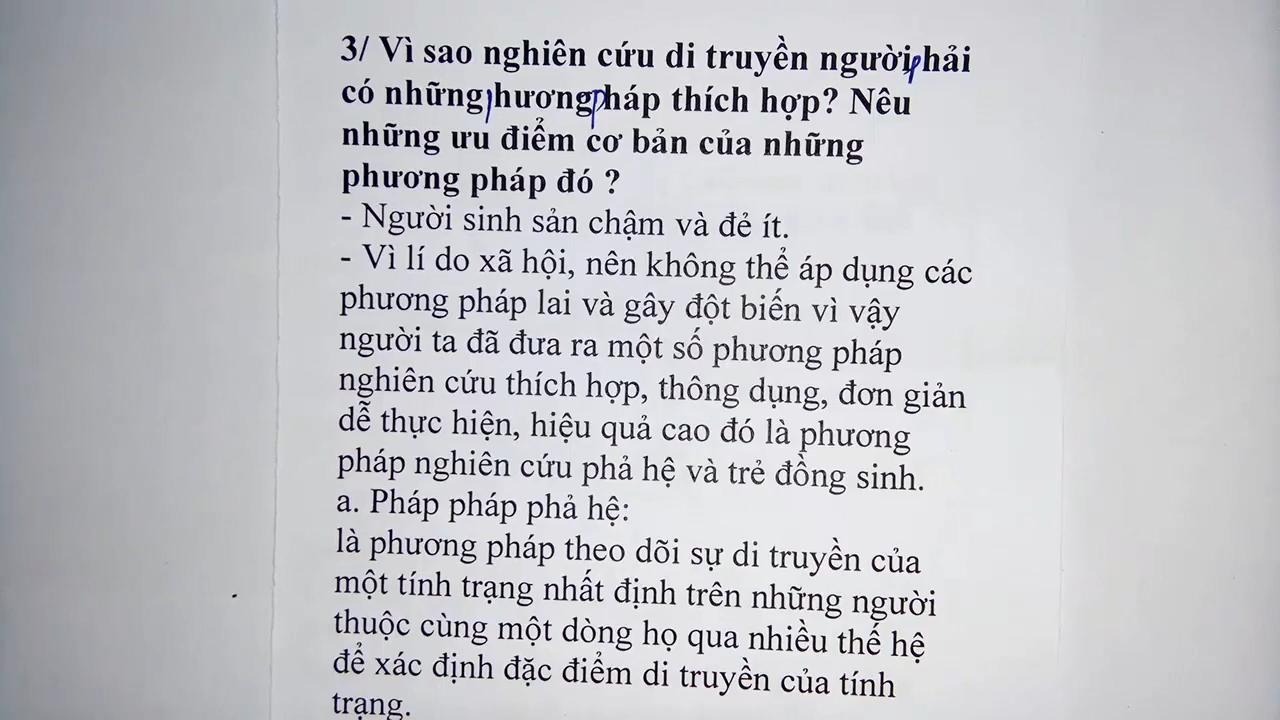 3/ Vì sao nghiên cứu di truyền người phải
có những phương pháp thích hợp? Nêu
những ưu điểm cơ bản của những
phương pháp đó ?
- Người sinh sản chậm và đẻ ít.
- Vì lí do xã hội, nên không thể áp dụng các
phương pháp lai và gây đột biến vì vậy
người ta đã đưa ra một số phương pháp
nghiên cứu thích hợp, thông dụng, đơn giản
dễ thực hiện, hiệu quả cao đó là phương
pháp nghiên cứu phả hệ và trẻ đồng sinh.
a. Pháp pháp phả hệ:
là phương pháp theo dõi sự di truyền của
một tính trạng nhất định trên những người
thuộc cùng một dòng họ qua nhiều thế hệ
để xác định đặc điểm di truyền của tính
trạng.